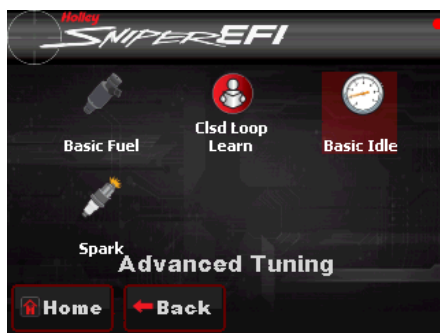 Holley
SNIPER EFI
Basic Fuel
Clsd Loop
Learn
Basic Idle
Spark
Advanced Tuning
Home
Back